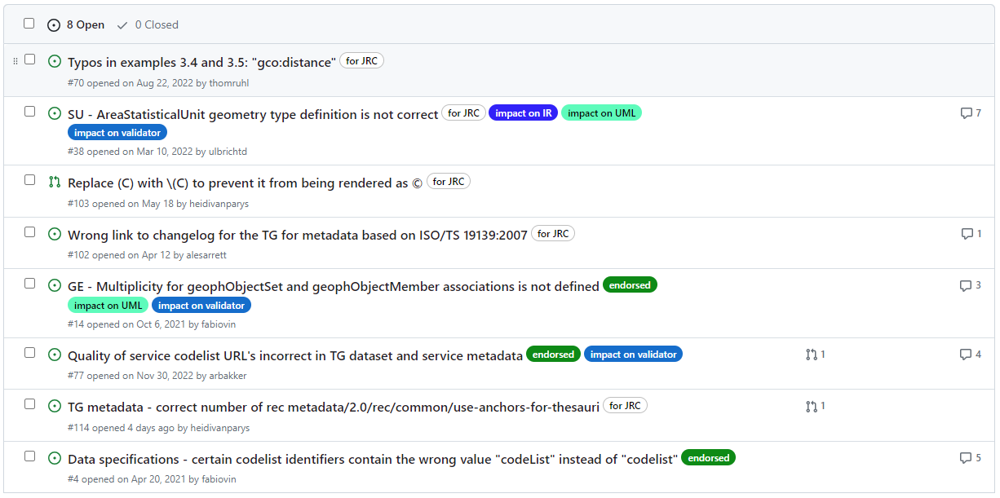 8 Open 0 Closed
Typos in examples 3.4 and 3.5: "gco:distance" for JRC
#70 opened on Aug 22, 2022 by thomruhl
SU - AreaStatisticalUnit geometry type definition is not correct for JRC impact on IR impact on UML 7
impact on validator
#38 opened on Mar 10, 2022 by ulbrichtd
Replace (C) with \(C) to prevent it from being rendered as © for JRC
#103 opened on May 18 by heidivanparys
Wrong link to changelog for the TG for metadata based on ISO/TS 19139:2007 for JRC 1
#102 opened on Apr 12 by alesarrett
GE - Multiplicity for geophObjectSet and geophObjectMember associations is not defined endorsed 3
impact on UML impact on validator
#14 opened on Oct 6, 2021 by fabiovin
Quality of service codelist URL's incorrect in TG dataset and service metadata endorsed impact on validator 1 4
#77 opened on Nov 30, 2022 by arbakker
TG metadata - correct number of rec metadata/2.0/rec/common/use-anchors-for-thesauri for JRC 1
#114 opened 4 days ago by heidivanparys
Data specifications - certain codelist identifiers contain the wrong value "codeList" instead of "codelist" endorsed 5
#4 opened on Apr 20, 2021 by fabiovin